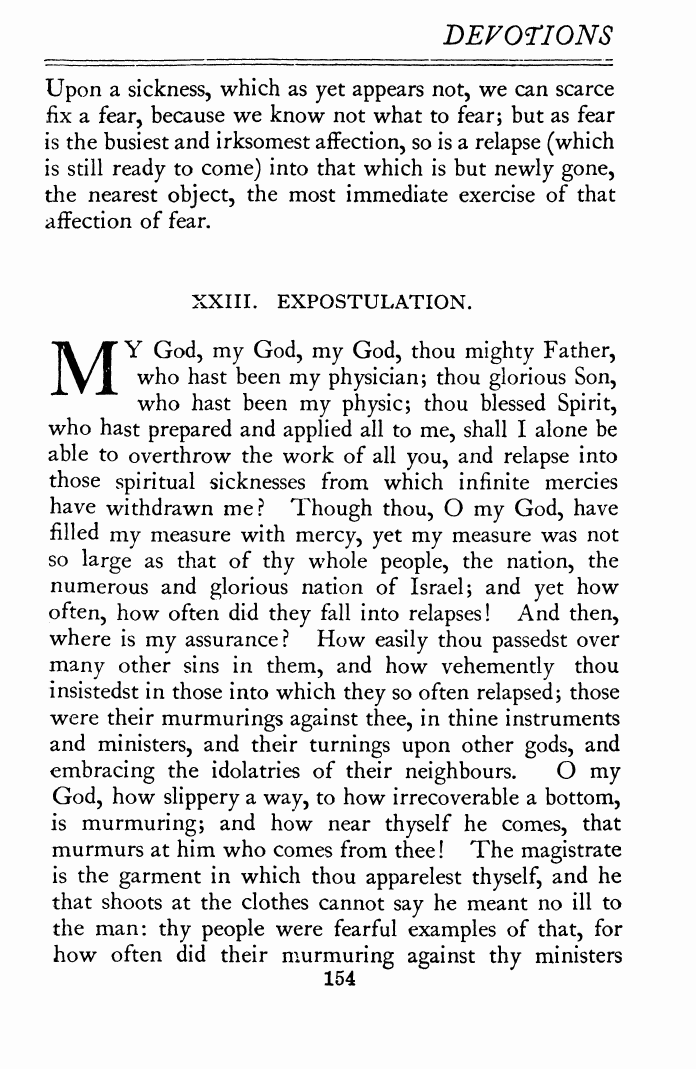 DEVOTIONS
Upon a sickness, which as yet appears not, we can scarce
fix a fear, because we know not what to fear; but as fear
is the busiest and irksomest affection, so is a relapse (which
is still ready to come) into that which is but newly gone,
the nearest object, the most immediate exercise of that
affection of fear.
XXIII. EXPOSTULATION.
MY God, my God, my God, thou mighty Father,
who hast been my physician; thou glorious Son,
who hast been my physic; thou blessed Spirit,
who hast prepared and applied all to me, shall I alone be
able to overthrow the work of all you, and relapse into
those spiritual sicknesses from which infinite mercies
have withdrawn me? Though thou, O my God, have
filled my measure with mercy, yet my measure was not
so large as that of thy whole people, the nation, the
numerous and glorious nation of Israel; and yet how
often, how often did they fall into relapses! And then,
where is my assurance? How easily thou passedst over
many other sins in them, and how vehemently thou
insistedst in those into which they so often relapsed; those
were their murmurings against thee, in thine instruments
and ministers, and their turnings upon other gods, and
embracing the idolatries of their neighbours. O my
God, how slippery a way, to how irrecoverable a bottom,
is murmuring; and how near thyself he comes, that
murmurs at him who comes from thee! The magistrate
is the garment in which thou apparelest thyself, and he
that shoots at the clothes cannot say he meant no ill to
the man: thy people were fearful examples of that, for
how often did their murmuring against thy ministers
154